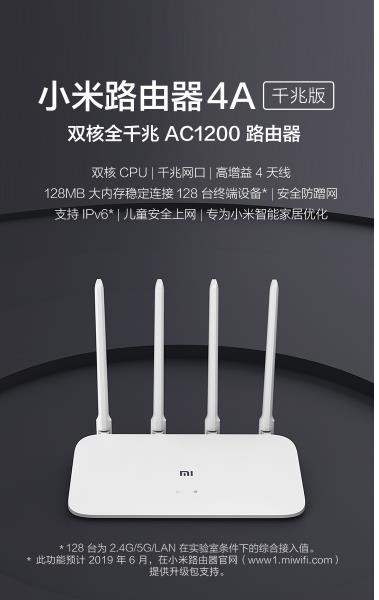 小米路由器4A 千兆版
双核全千兆 AC1200 路由器
双核 CPU | 千兆网口 | 高增益 4 天线
128MB 大内存稳定连接 128 台终端设备* | 安全防蹭网
支持 IPv6* | 儿童安全上网 | 专为小米智能家居优化
MI
*128 台为 2.4G/5G/LAN 在实验室条件下的综合接入值。
* 此功能预计 2019 年 6 月，在小米路由器官网（www1.miwifi.com）
提供升级包支持。